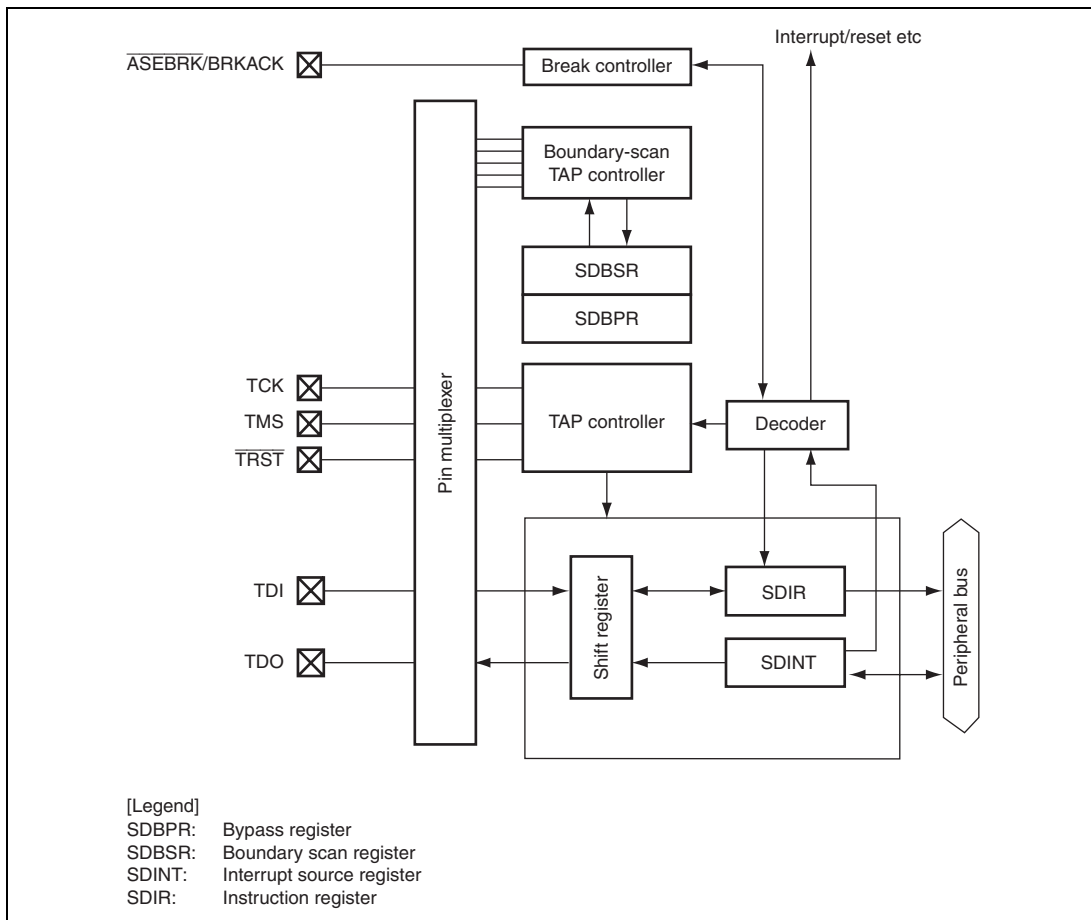 Interrupt/reset etc
ASEBRK/BRKACK
Break controller
Boundary-scan
TAP controller
SDBSR
SDBPR
Pin multiplexer
TCK
TMS
TRST
TAP controller
Decoder
TDI
TDO
Shift register
SDIR
SDINT
Peripheral bus
[Legend]
SDBPR: Bypass register
SDBSR: Boundary scan register
SDINT: Interrupt source register
SDIR: Instruction register